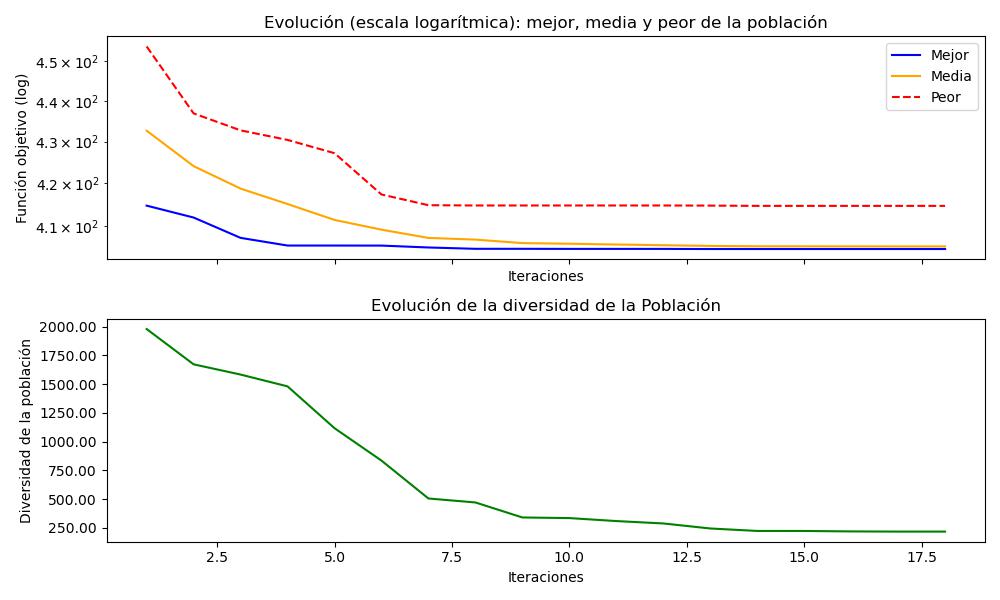 Evolución (escala logarítmica): mejor, media y peor de la población
4.5 × 10²
4.4 × 10²
4.3 × 10²
4.2 × 10²
4.1 × 10²
Función objetivo (log)
Mejor
Media
Peor
Iteraciones
Evolución de la diversidad de la Población
2000.00
1750.00
1500.00
1250.00
1000.00
750.00
500.00
250.00
Diversidad de la población
2.5 5.0 7.5 10.0 12.5 15.0 17.5
Iteraciones